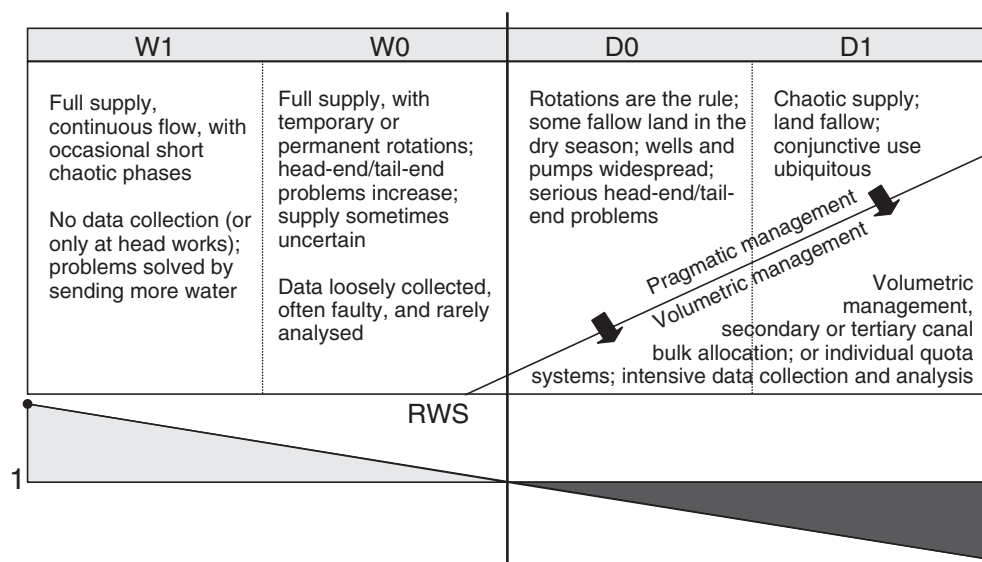 W1
W0
D0
D1
Full supply,
continuous flow, with
occasional short
chaotic phases
No data collection (or
only at head works);
problems solved by
sending more water
Full supply, with
temporary or
permanent rotations;
head-end/tail-end
problems increase;
supply sometimes
uncertain
Data loosely collected,
often faulty, and rarely
analysed
Rotations are the rule;
some fallow land in the
dry season; wells and
pumps widespread;
serious head-end/tail-
end problems
Chaotic supply;
land fallow;
conjunctive use
ubiquitous
Pragmatic management
Volumetric management
Volumetric
management,
secondary or tertiary canal
bulk allocation; or individual quota
systems; intensive data collection and analysis
RWS
1